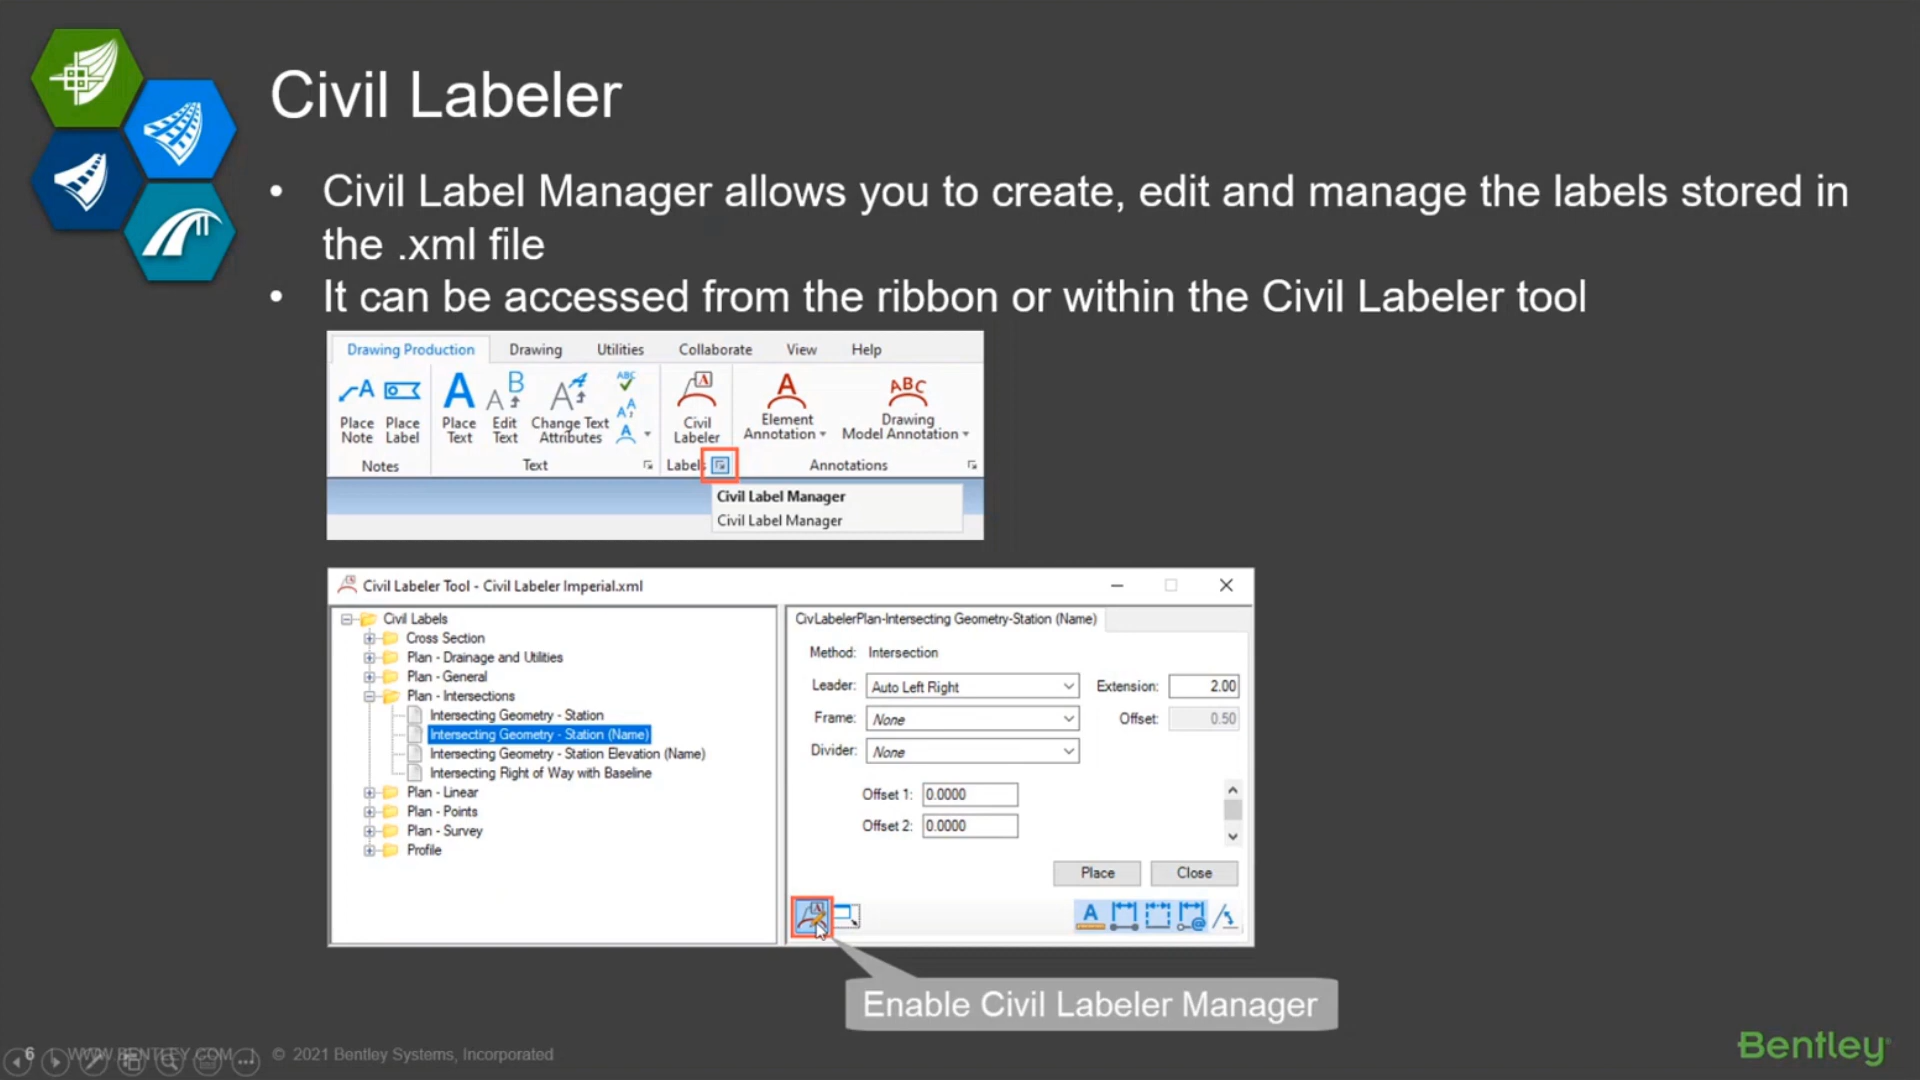 Civil Labeler
• Civil Label Manager allows you to create, edit and manage the labels stored in
the .xml file
• It can be accessed from the ribbon or within the Civil Labeler tool
Drawing Production Drawing Utilities Collaborate View Help
Place Note
Place Label
Notes
Place Text
Edit Text
Change Text Attributes
Text
Civil Labeler
Labels
Element Annotation
Drawing Model Annotation
Annotations
Civil Label Manager
Civil Label Manager
Civil Labeler Tool - Civil Labeler Imperial.xml
Civil Labels
Cross Section
Plan - Drainage and Utilities
Plan - General
Plan - Intersections
Intersecting Geometry - Station
Intersecting Geometry - Station (Name)
Intersecting Geometry - Station Elevation (Name)
Intersecting Right of Way with Baseline
Plan - Linear
Plan - Points
Plan - Survey
Profile
CivLabelerPlan-Intersecting Geometry-Station (Name)
Method: Intersection
Leader: Auto Left Right Extension: 2.00
Frame: None Offset: 0.50
Divider: None
Offset 1: 0.0000
Offset 2: 0.0000
Place Close
Enable Civil Labeler Manager
6 | WWW.BENTLEY.COM | © 2021 Bentley Systems, Incorporated
Bentley